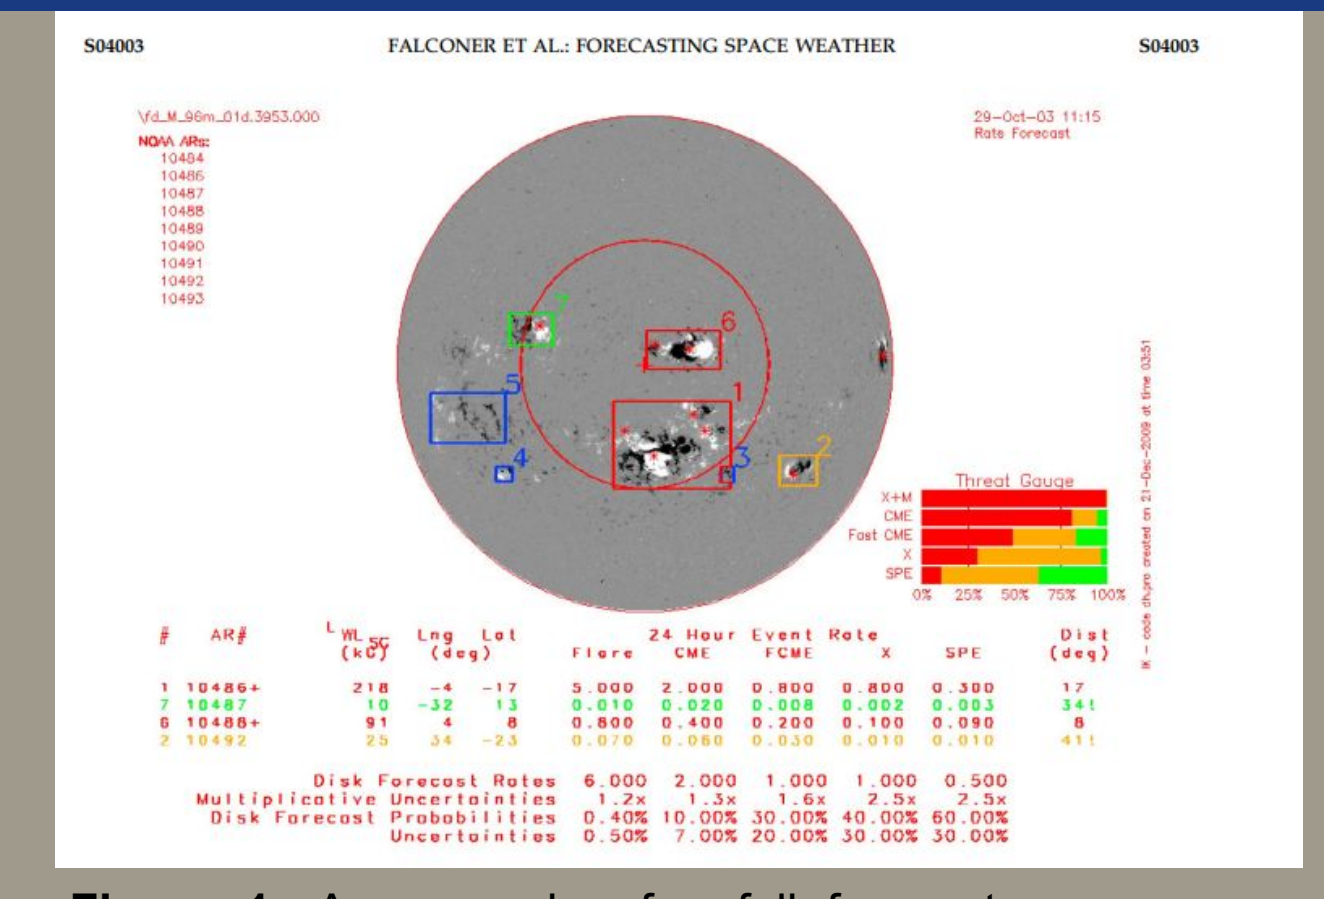 S04003 FALCONER ET AL.: FORECASTING SPACE WEATHER S04003
\fd_M_96m_01d.3953.000
29-Oct-03 11:15
Rate Forecast
NOAA ARs:
10484
10486
10487
10488
10489
10490
10491
10492
10493
7
6
5
1
4
3
2
Threat Gauge
X+M
CME
Fast CME
X
SPE
0% 25% 50% 75% 100%
IK - code dh.pro created on 21-Dec-2009 at time 03:51
# AR# L WL SG Lng Lat 24 Hour Event Rate Dist
(kG) (deg) Flare CME FCME X SPE (deg)
1 10486+ 218 -4 -17 5.000 2.000 0.800 0.800 0.300 17
7 10487 10 -32 13 0.010 0.020 0.008 0.002 0.003 34!
6 10488+ 91 4 8 0.800 0.400 0.200 0.100 0.090 8
2 10492 25 34 -23 0.070 0.060 0.030 0.010 0.010 41!
Disk Forecast Rates 6.000 2.000 1.000 1.000 0.500
Multiplicative Uncertainties 1.2x 1.3x 1.6x 2.5x 2.5x
Disk Forecast Probabilities 0.40% 10.00% 30.00% 40.00% 60.00%
Uncertainties 0.50% 7.00% 20.00% 30.00% 30.00%